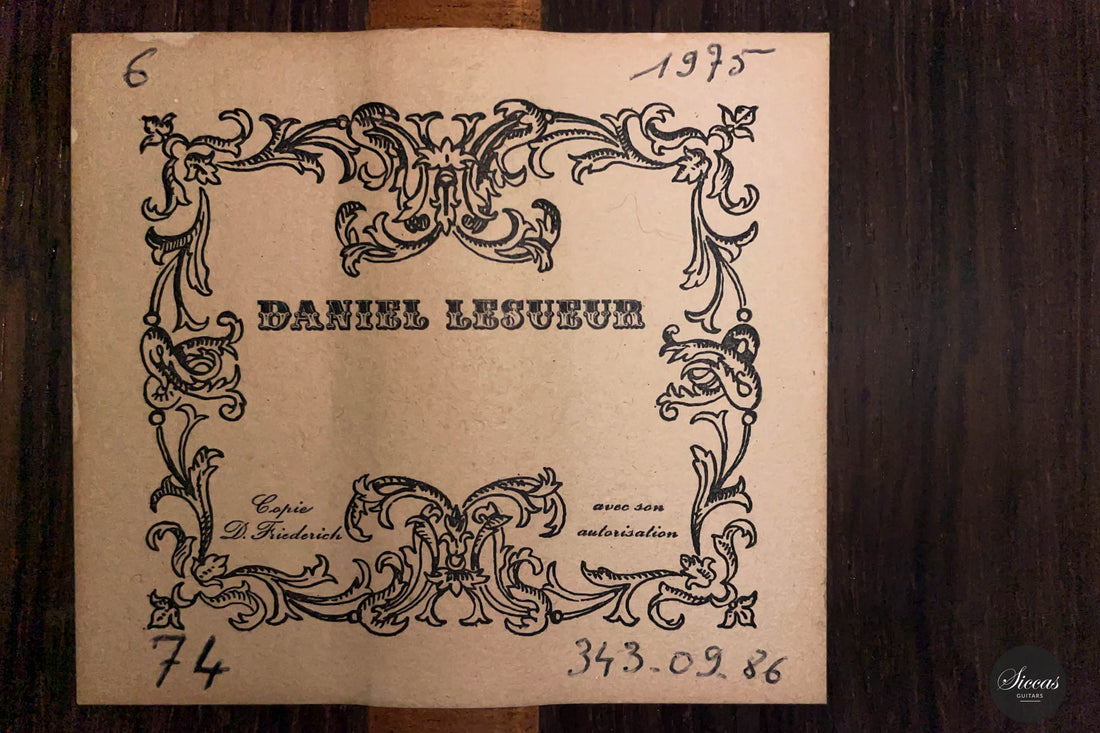 6
1975
DANIEL LESUEUR
Copie
D. Friederich
avec son
autorisation
74
343-09-86
Siccas
GUITARS